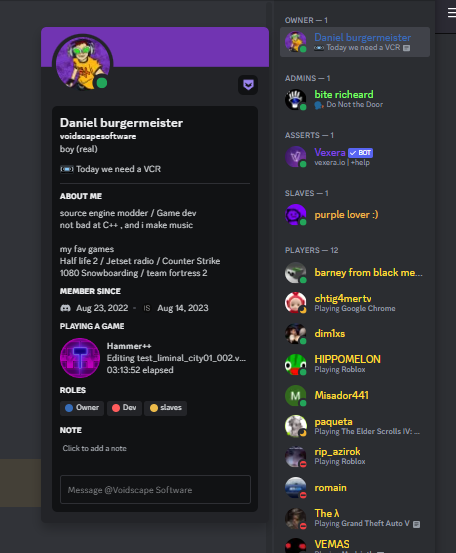 Daniel burgermeister
voidscapesoftware
boy (real)
Today we need a VCR
ABOUT ME
source engine modder / Game dev
not bad at C++ , and i make music
my fav games
Half life 2 / Jetset radio / Counter Strike
1080 Snowboarding / team fortress 2
MEMBER SINCE
Aug 23, 2022 - IS Aug 14, 2023
PLAYING A GAME
Hammer++
Editing test_liminal_city01_002.v...
03:13:52 elapsed
ROLES
Owner Dev slaves
NOTE
Click to add a note
Message @Voidscape Software
OWNER — 1
Daniel burgermeister
Today we need a VCR
ADMINS — 1
bite richeard
Do Not the Door
ASSERTS — 1
Vexera BOT
vexera.io | +help
SLAVES — 1
purple lover :)
PLAYERS — 12
barney from black me...
chtig4mertv
Playing Google Chrome
dim1xs
HIPPOMELON
Playing Roblox
M Misador441
paqueta
Playing The Elder Scrolls IV: ...
rip_azirok
Playing Roblox
romain
The λ
Playing Grand Theft Auto V
VEMAS